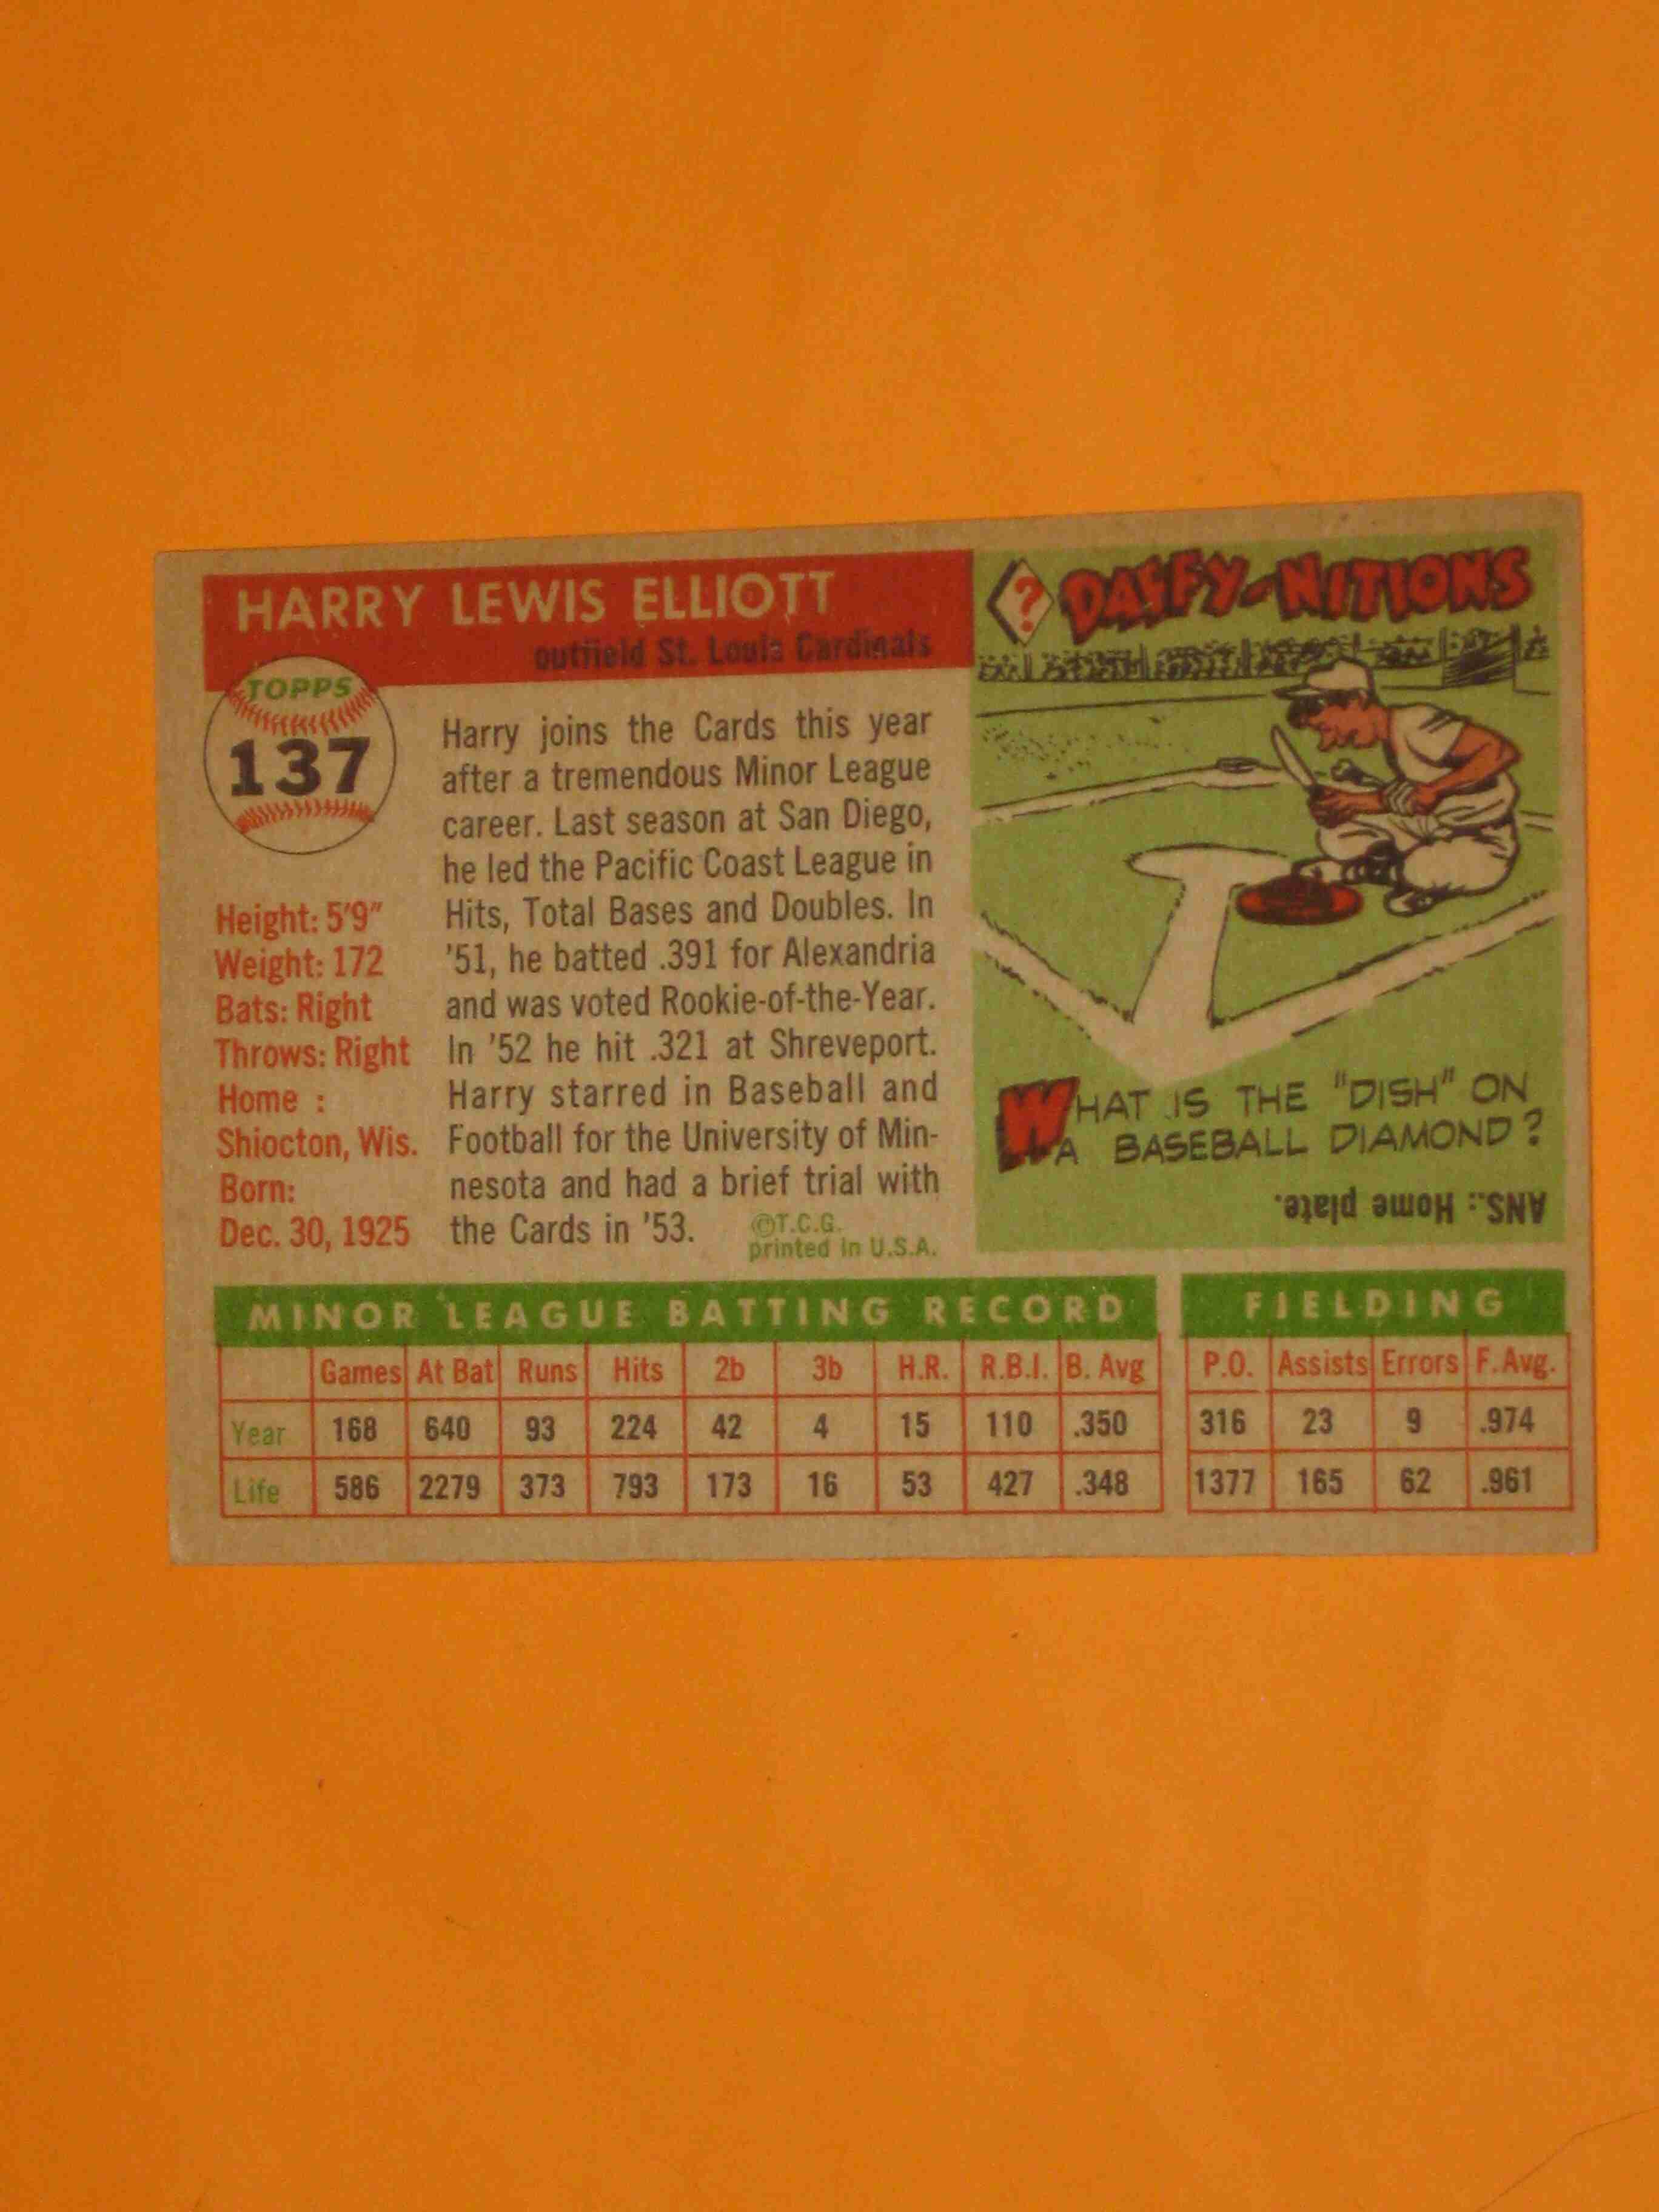 HARRY LEWIS ELLIOTT
outfield St. Louis Cardinals
TOPPS
137
Height: 5'9"
Weight: 172
Bats: Right
Throws: Right
Home :
Shiocton, Wis.
Born:
Dec. 30, 1925
Harry joins the Cards this year
after a tremendous Minor League
career. Last season at San Diego,
he led the Pacific Coast League in
Hits, Total Bases and Doubles. In
'51, he batted .391 for Alexandria
and was voted Rookie-of-the-Year.
In '52 he hit .321 at Shreveport.
Harry starred in Baseball and
Football for the University of Min-
nesota and had a brief trial with
the Cards in '53.
©T.C.G.
printed in U.S.A.
? DAFFY-NITIONS
WHAT IS THE "DISH" ON
A BASEBALL DIAMOND?
ANS.: Home plate.
MINOR LEAGUE BATTING RECORD
Games At Bat Runs Hits 2b 3b H.R. R.B.I. B. Avg
Year 168 640 93 224 42 4 15 110 .350
Life 586 2279 373 793 173 16 53 427 .348
FIELDING
P.O. Assists Errors F. Avg.
316 23 9 .974
1377 165 62 .961